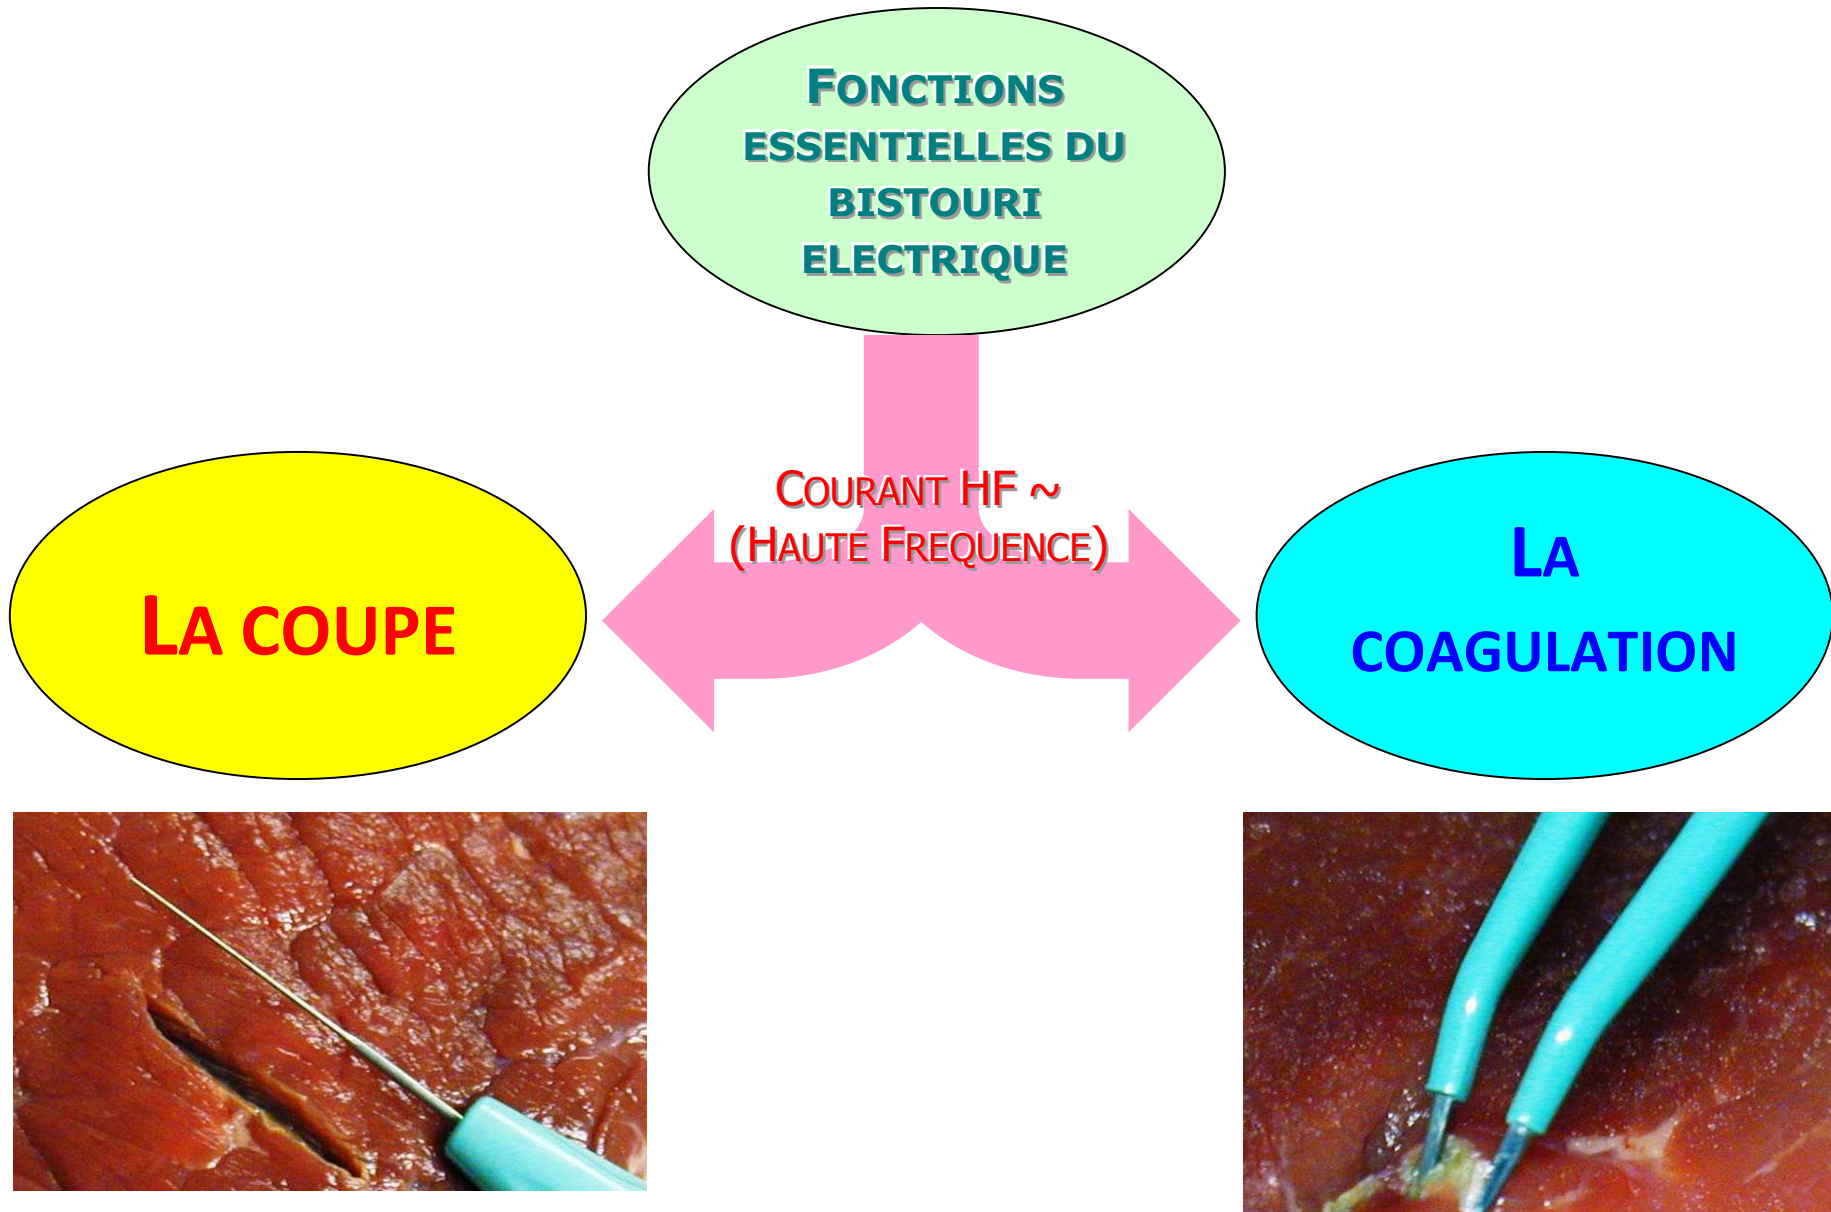 FONCTIONS
ESSENTIELLES DU
BISTOURI
ELECTRIQUE
COURANT HF ~
(HAUTE FREQUENCE)
LA COUPE
LA
COAGULATION